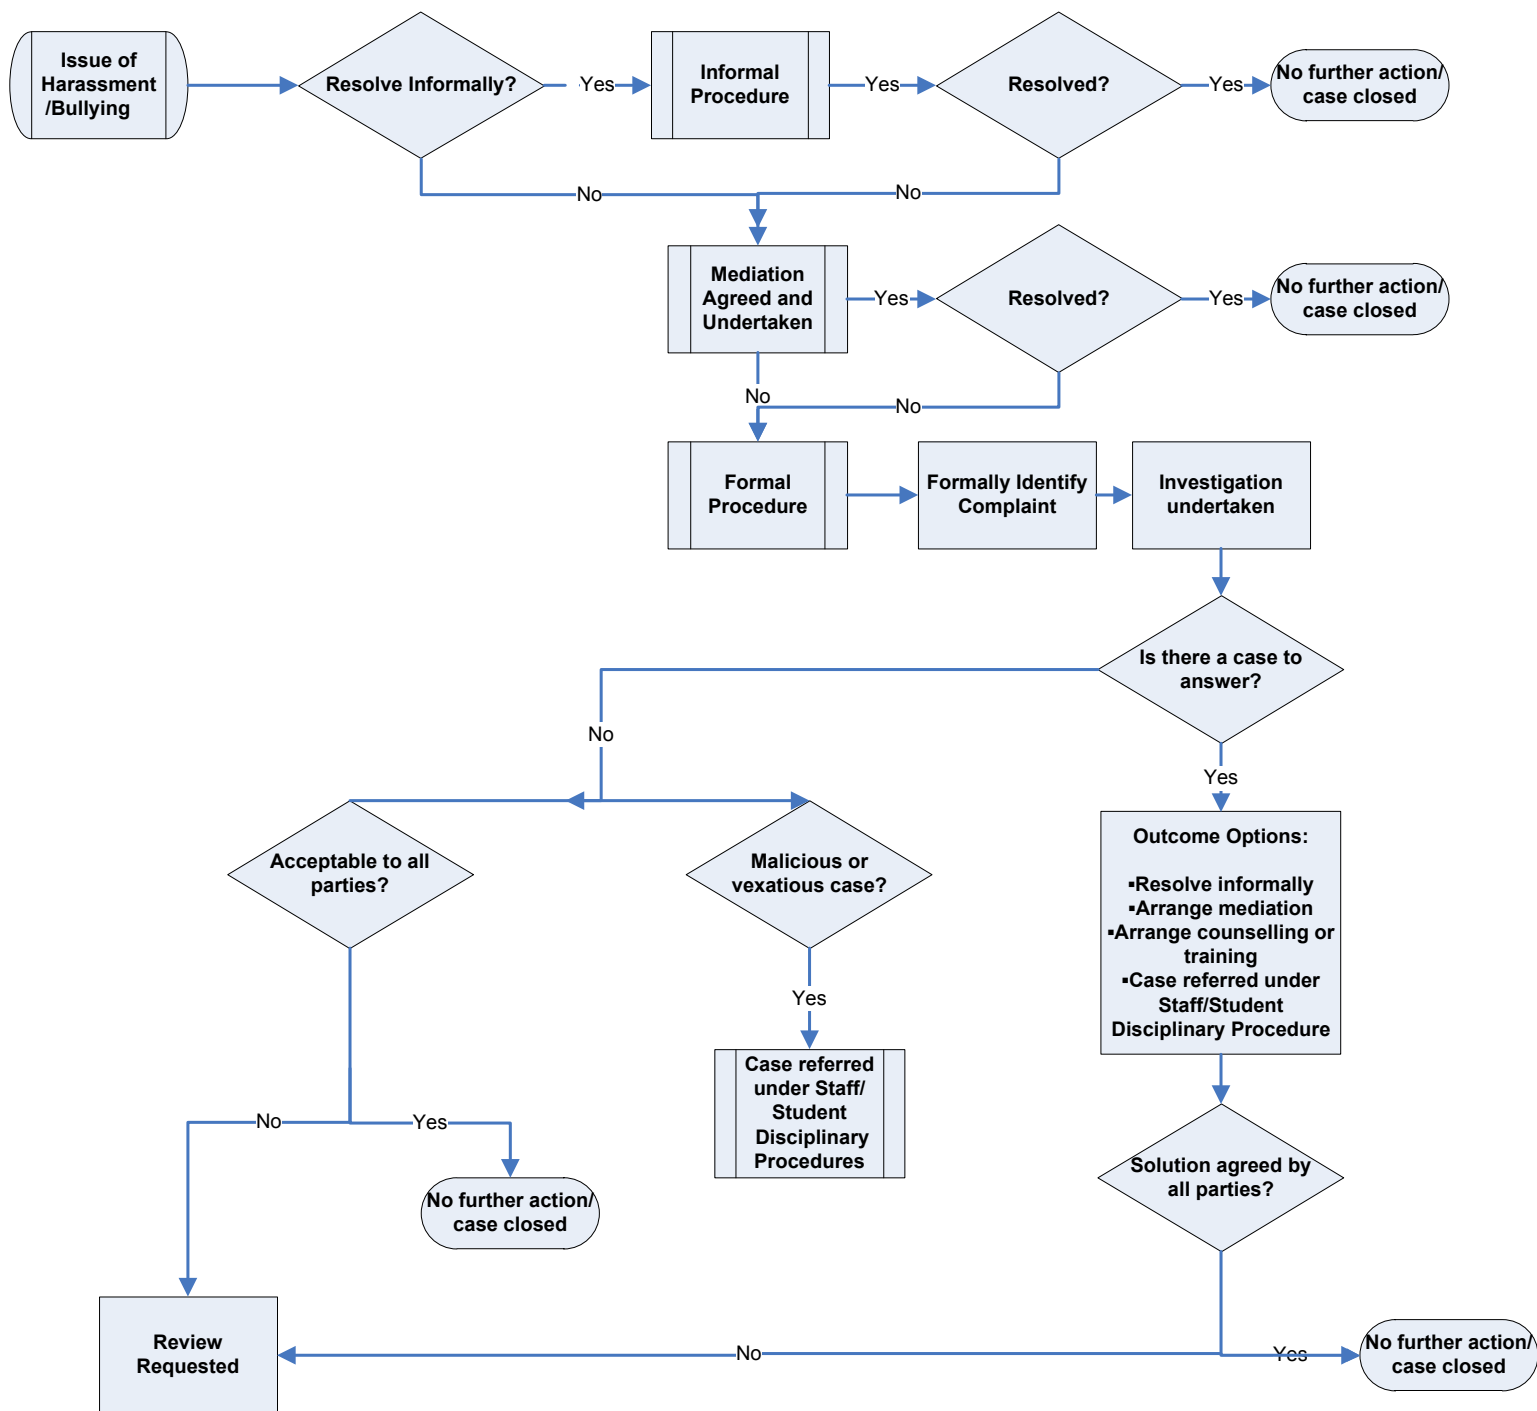 Issue of
Harassment
/Bullying
Resolve Informally?
Yes
Informal
Procedure
Yes
Resolved?
Yes
No further action/
case closed
No
No
Mediation
Agreed and
Undertaken
Yes
Resolved?
Yes
No further action/
case closed
No
No
Formal
Procedure
Formally Identify
Complaint
Investigation
undertaken
Is there a case to
answer?
No
Yes
Acceptable to all
parties?
Malicious or
vexatious case?
Outcome Options:
▪Resolve informally
▪Arrange mediation
▪Arrange counselling or
training
▪Case referred under
Staff/Student
Disciplinary Procedure
Yes
Case referred
under Staff/
Student
Disciplinary
Procedures
No
Yes
No further action/
case closed
Solution agreed by
all parties?
Review
Requested
No
Yes
No further action/
case closed